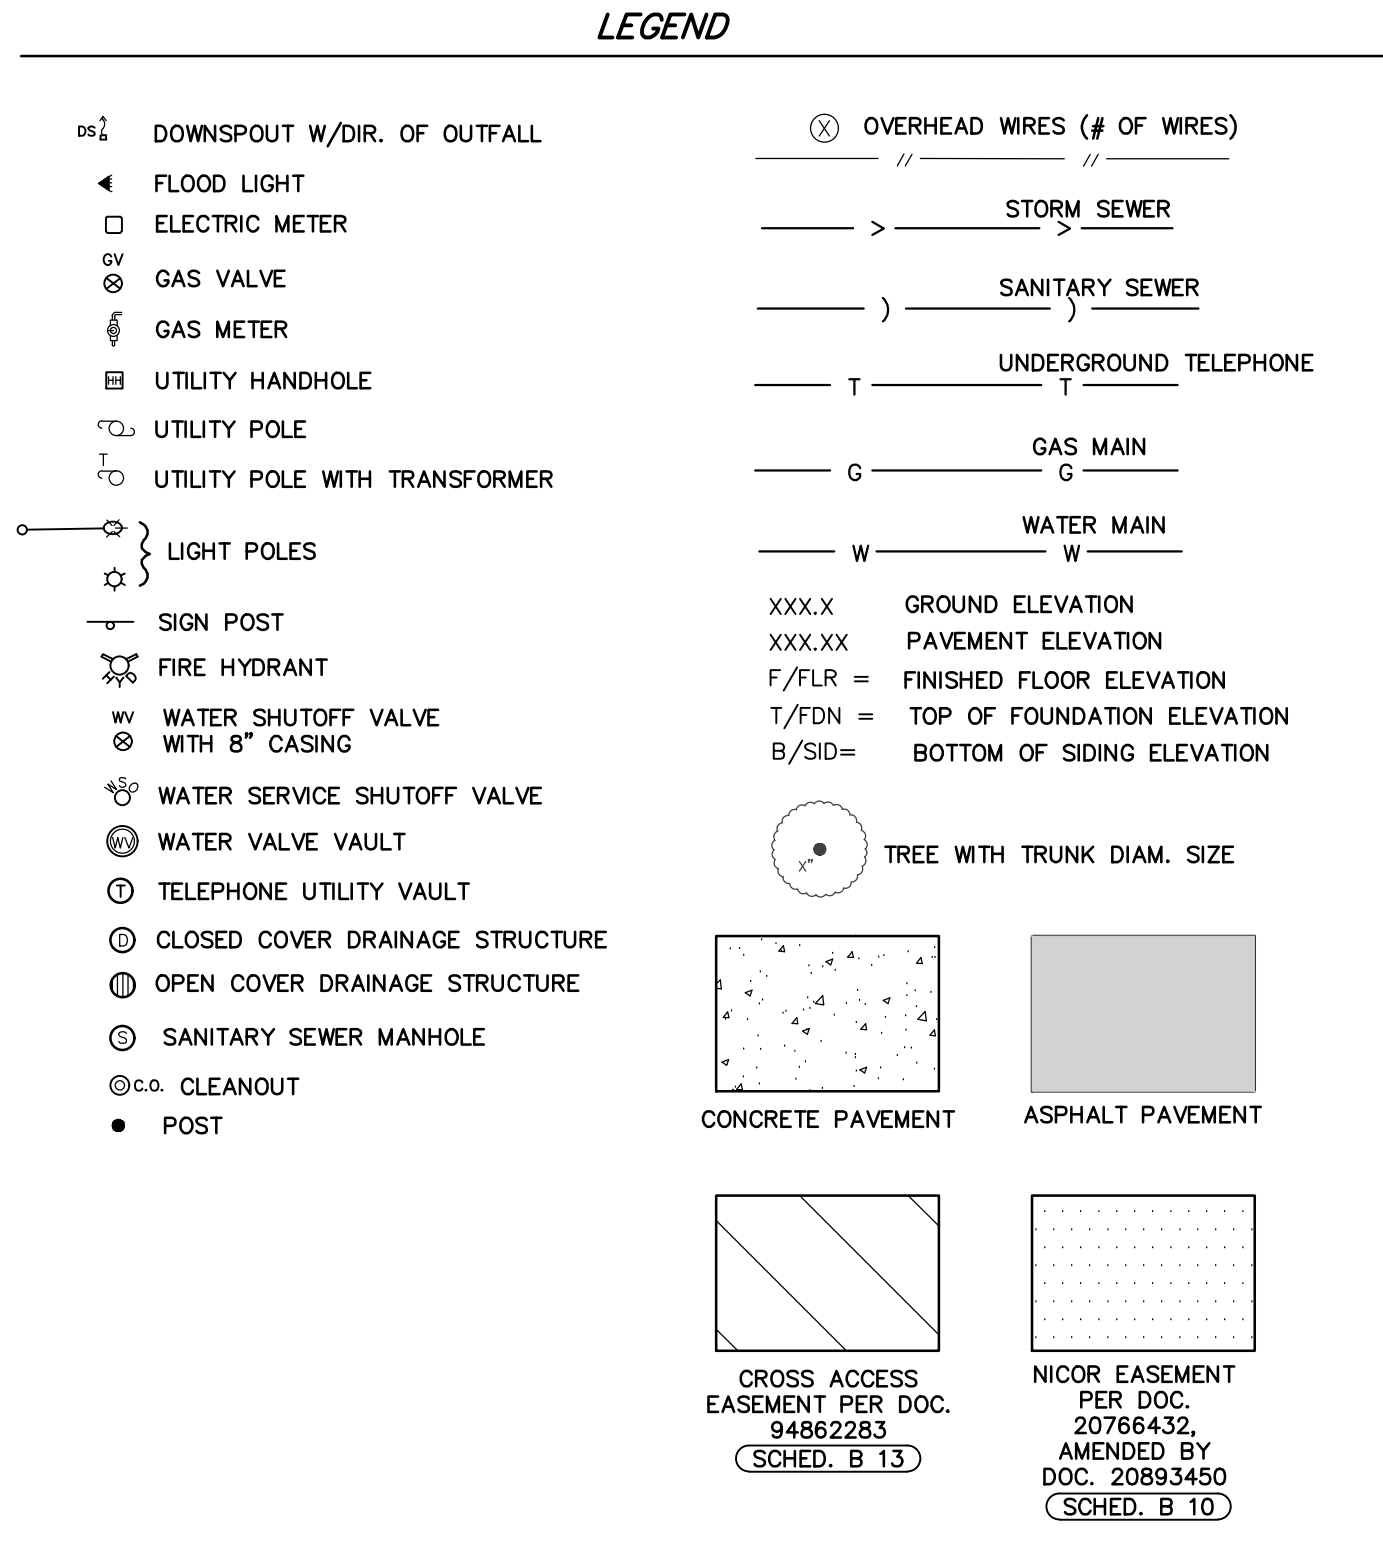 LEGEND
DS DOWNSPOUT W/DIR. OF OUTFALL
FLOOD LIGHT
ELECTRIC METER
GV
GAS VALVE
GAS METER
HH UTILITY HANDHOLE
UTILITY POLE
T
UTILITY POLE WITH TRANSFORMER
LIGHT POLES
SIGN POST
FIRE HYDRANT
WV WATER SHUTOFF VALVE
WITH 8" CASING
WSO WATER SERVICE SHUTOFF VALVE
WV WATER VALVE VAULT
T TELEPHONE UTILITY VAULT
D CLOSED COVER DRAINAGE STRUCTURE
OPEN COVER DRAINAGE STRUCTURE
S SANITARY SEWER MANHOLE
C.O. CLEANOUT
POST
X OVERHEAD WIRES (# OF WIRES)
// //
STORM SEWER
> >
SANITARY SEWER
) )
UNDERGROUND TELEPHONE
T T
GAS MAIN
G G
WATER MAIN
W W
XXX.X GROUND ELEVATION
XXX.XX PAVEMENT ELEVATION
F/FLR = FINISHED FLOOR ELEVATION
T/FDN = TOP OF FOUNDATION ELEVATION
B/SID= BOTTOM OF SIDING ELEVATION
X" TREE WITH TRUNK DIAM. SIZE
CONCRETE PAVEMENT
ASPHALT PAVEMENT
CROSS ACCESS
EASEMENT PER DOC.
94862283
SCHED. B 13
NICOR EASEMENT
PER DOC.
20766432,
AMENDED BY
DOC. 20893450
SCHED. B 10